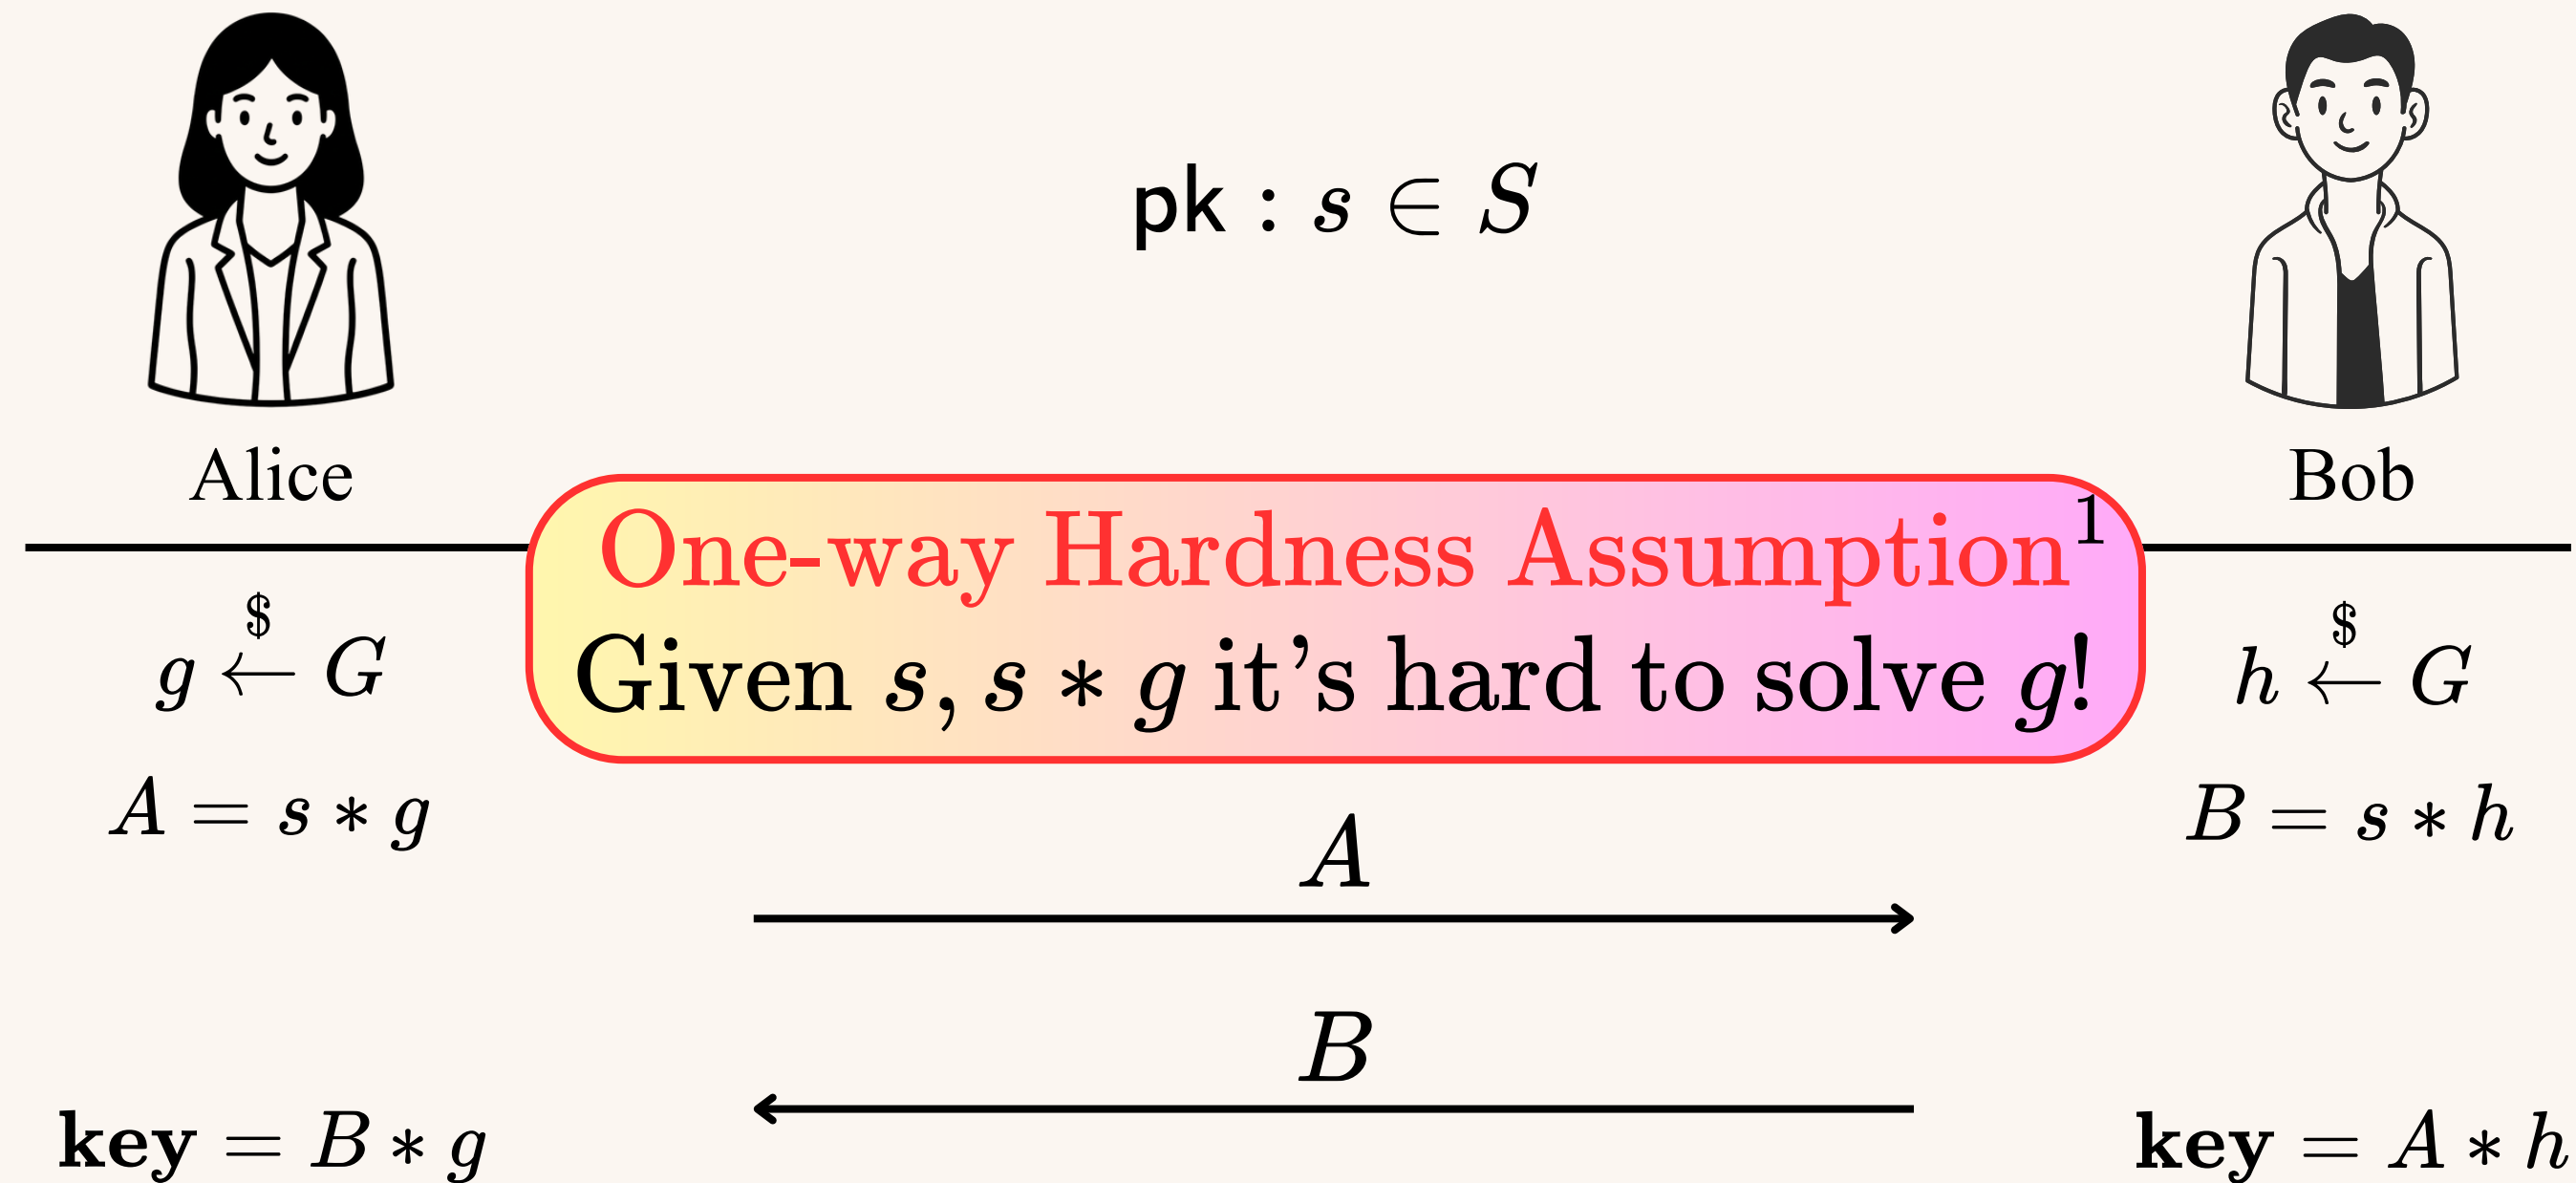 pk : s ∈ S
Alice
Bob
One-way Hardness Assumption¹
Given s, s * g it's hard to solve g!
g $← G
h $← G
A = s * g
B = s * h
A
B
key = B * g
key = A * h